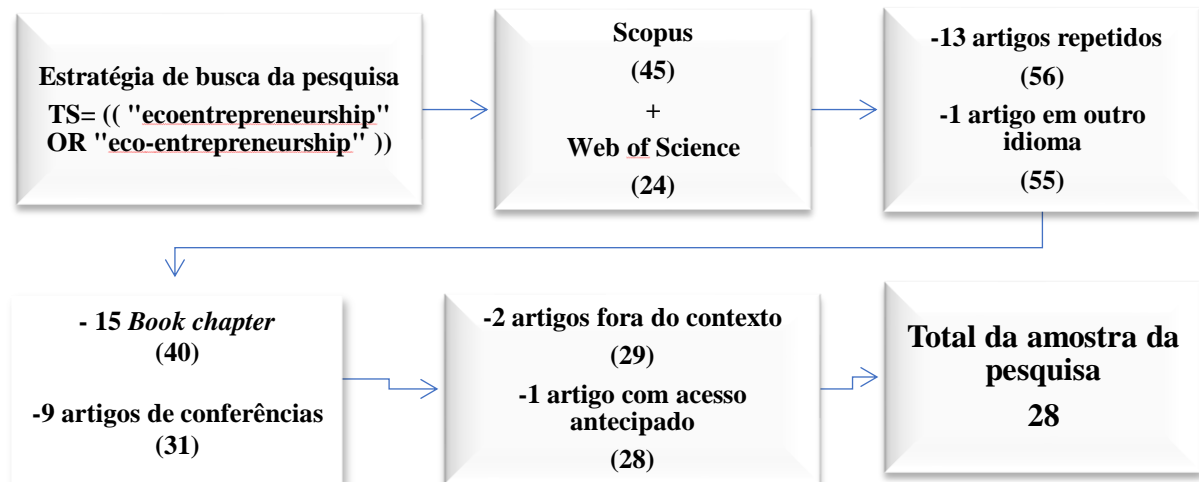 Estratégia de busca da pesquisa
TS= (( "ecoentrepreneurship"
OR "eco-entrepreneurship" ))
Scopus
(45)
+
Web of Science
(24)
-13 artigos repetidos
(56)
-1 artigo em outro
idioma
(55)
- 15 Book chapter
(40)
-9 artigos de conferências
(31)
-2 artigos fora do contexto
(29)
-1 artigo com acesso
antecipado
(28)
Total da amostra da
pesquisa
28